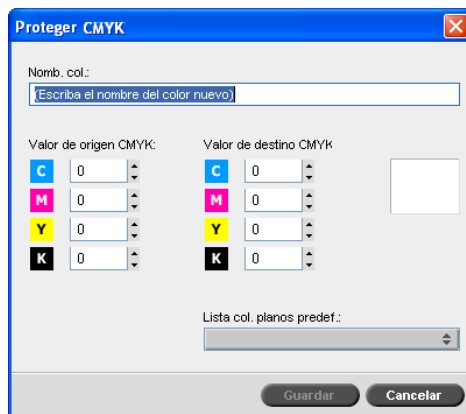 Proteger CMYK
Nomb. col.:
(Escriba el nombre del color nuevo)
Valor de origen CMYK: Valor de destino CMYK
C 0 C 0
M 0 M 0
Y 0 Y 0
K 0 K 0
Lista col. planos predef.:
Guardar Cancelar